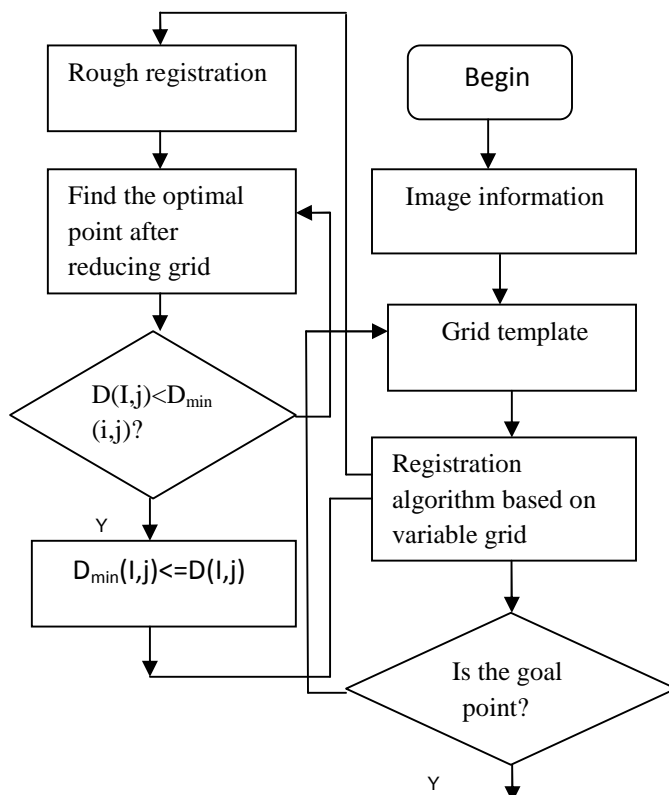 Begin
Image information
Grid template
Registration
algorithm based on
variable grid
Is the goal
point?
Y
Rough registration
Find the optimal
point after
reducing grid
D(I,j)<Dmin
(i,j)?
Y
Dmin(I,j)<=D(I,j)